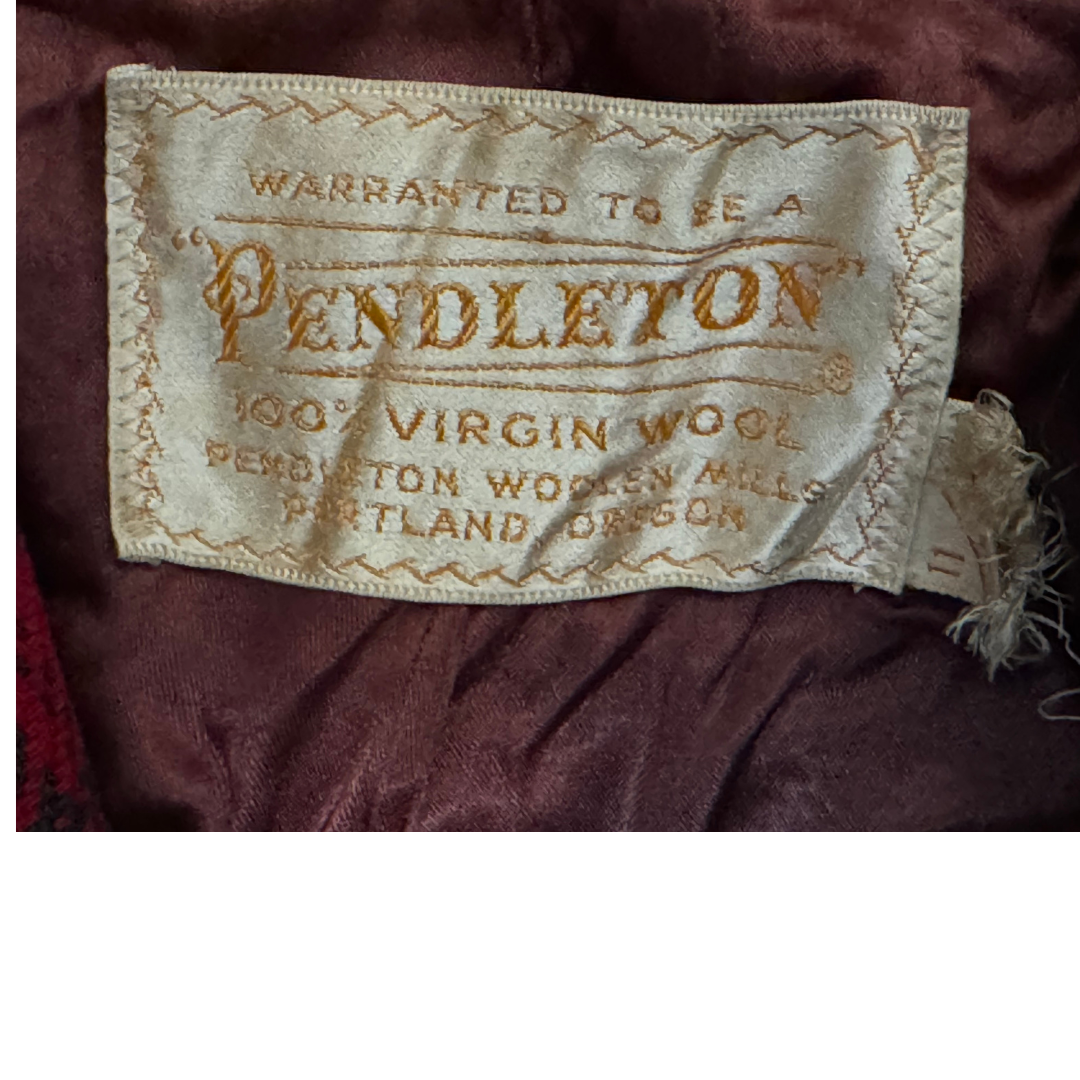 WARRANTED TO BE A
"PENDLETON"
®
100% VIRGIN WOOL
PENDLETON WOOLEN MILLS
PORTLAND, OREGON